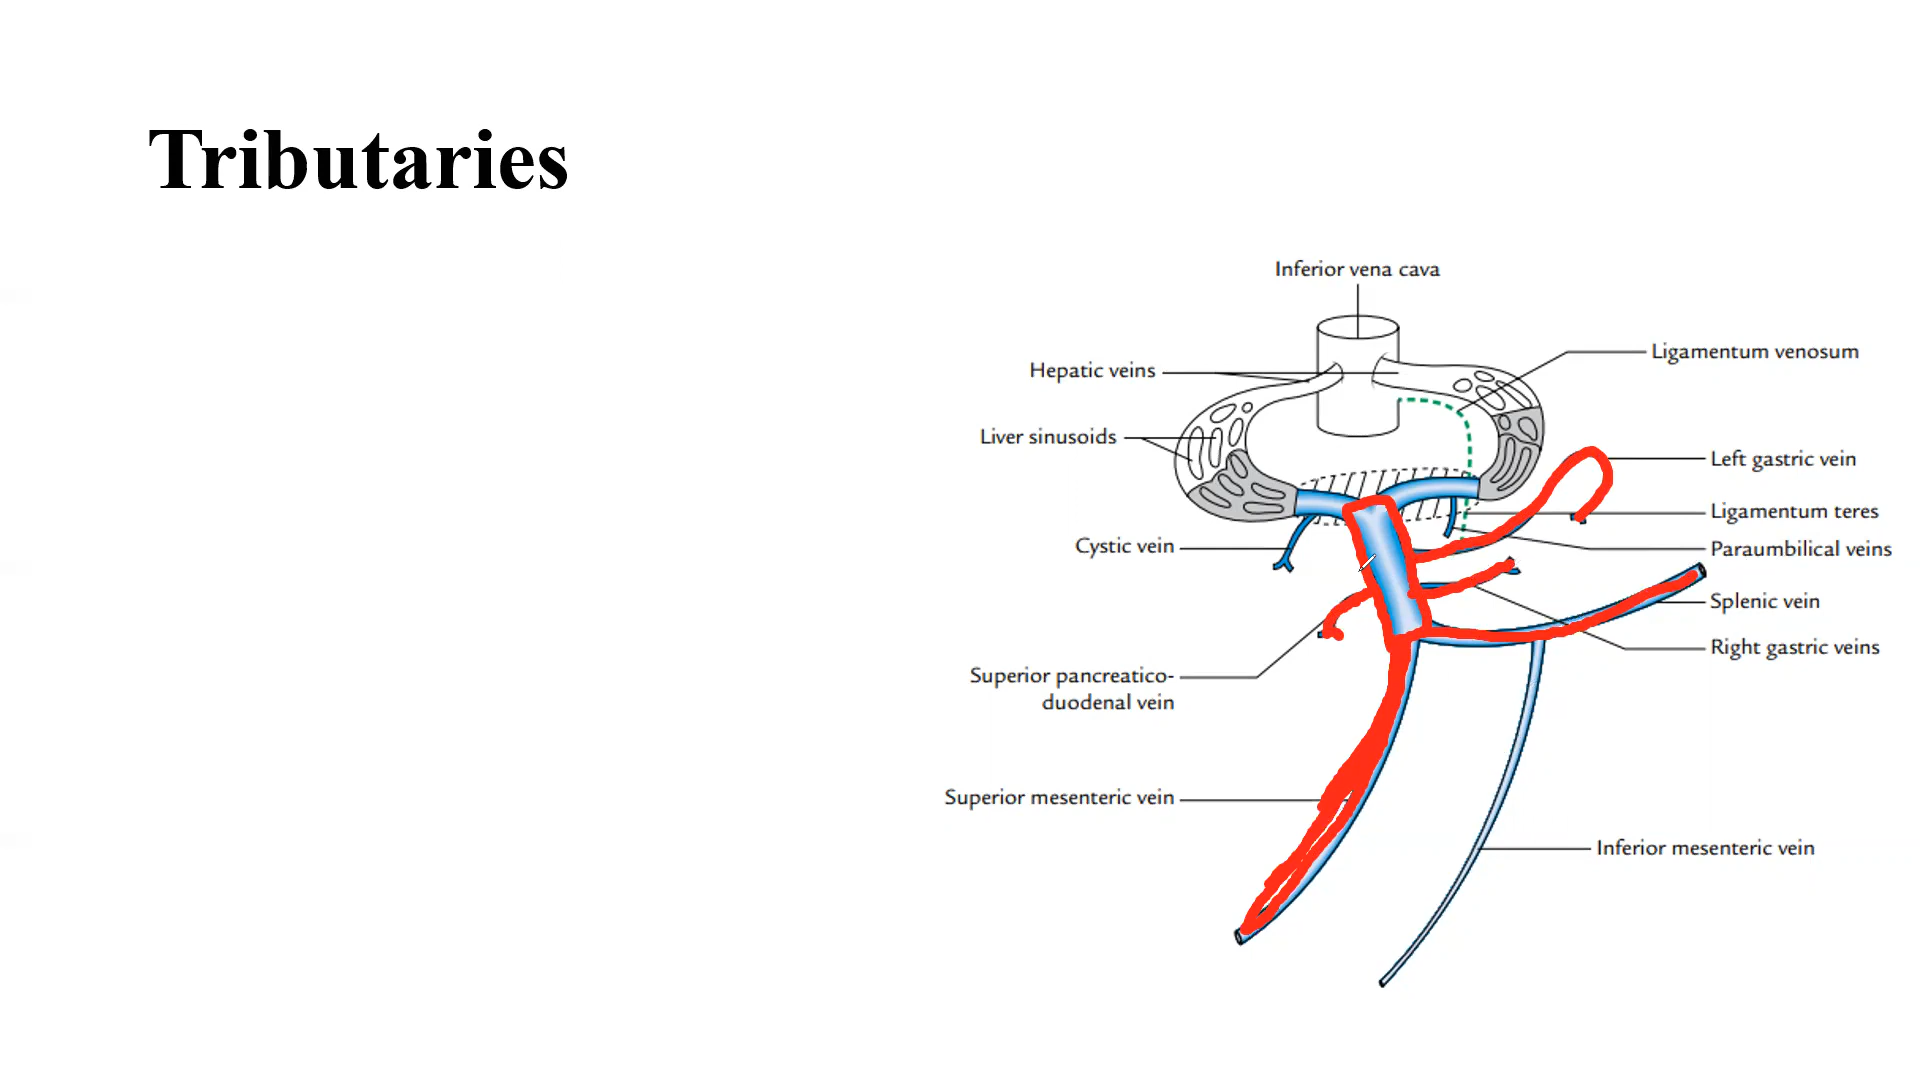 Tributaries
Inferior vena cava
Ligamentum venosum
Hepatic veins
Liver sinusoids
Left gastric vein
Ligamentum teres
Cystic vein
Paraumbilical veins
Splenic vein
Right gastric veins
Superior pancreatico-
duodenal vein
Superior mesenteric vein
Inferior mesenteric vein